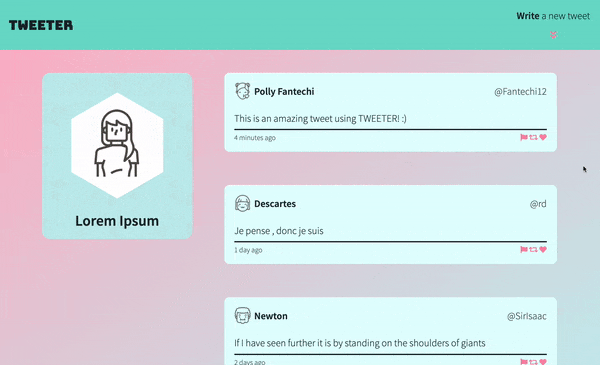 TWEETER
Write a new tweet
Lorem Ipsum
Polly Fantechi @Fantechi12
This is an amazing tweet using TWEETER! :)
4 minutes ago
Descartes @rd
Je pense , donc je suis
1 day ago
Newton @SirIsaac
If I have seen further it is by standing on the shoulders of giants
2 days ago